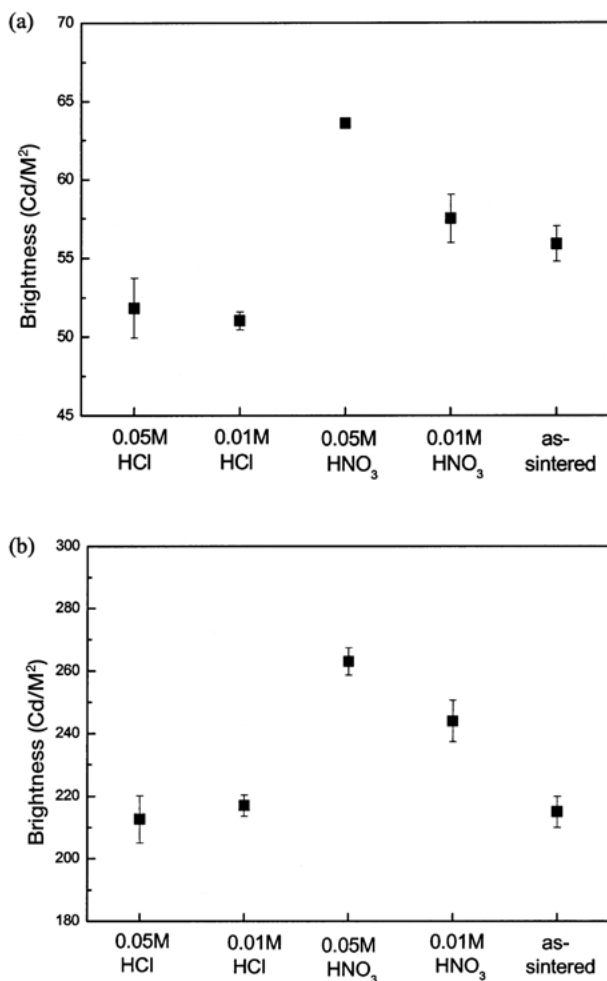 (a)
70
65
60
55
50
45
Brightness (Cd/M²)
0.05M 0.01M 0.05M 0.01M as-
HCl HCl HNO₃ HNO₃ sintered
(b)
300
280
260
240
220
200
180
Brightness (Cd/M²)
0.05M 0.01M 0.05M 0.01M as-
HCl HCl HNO₃ HNO₃ sintered